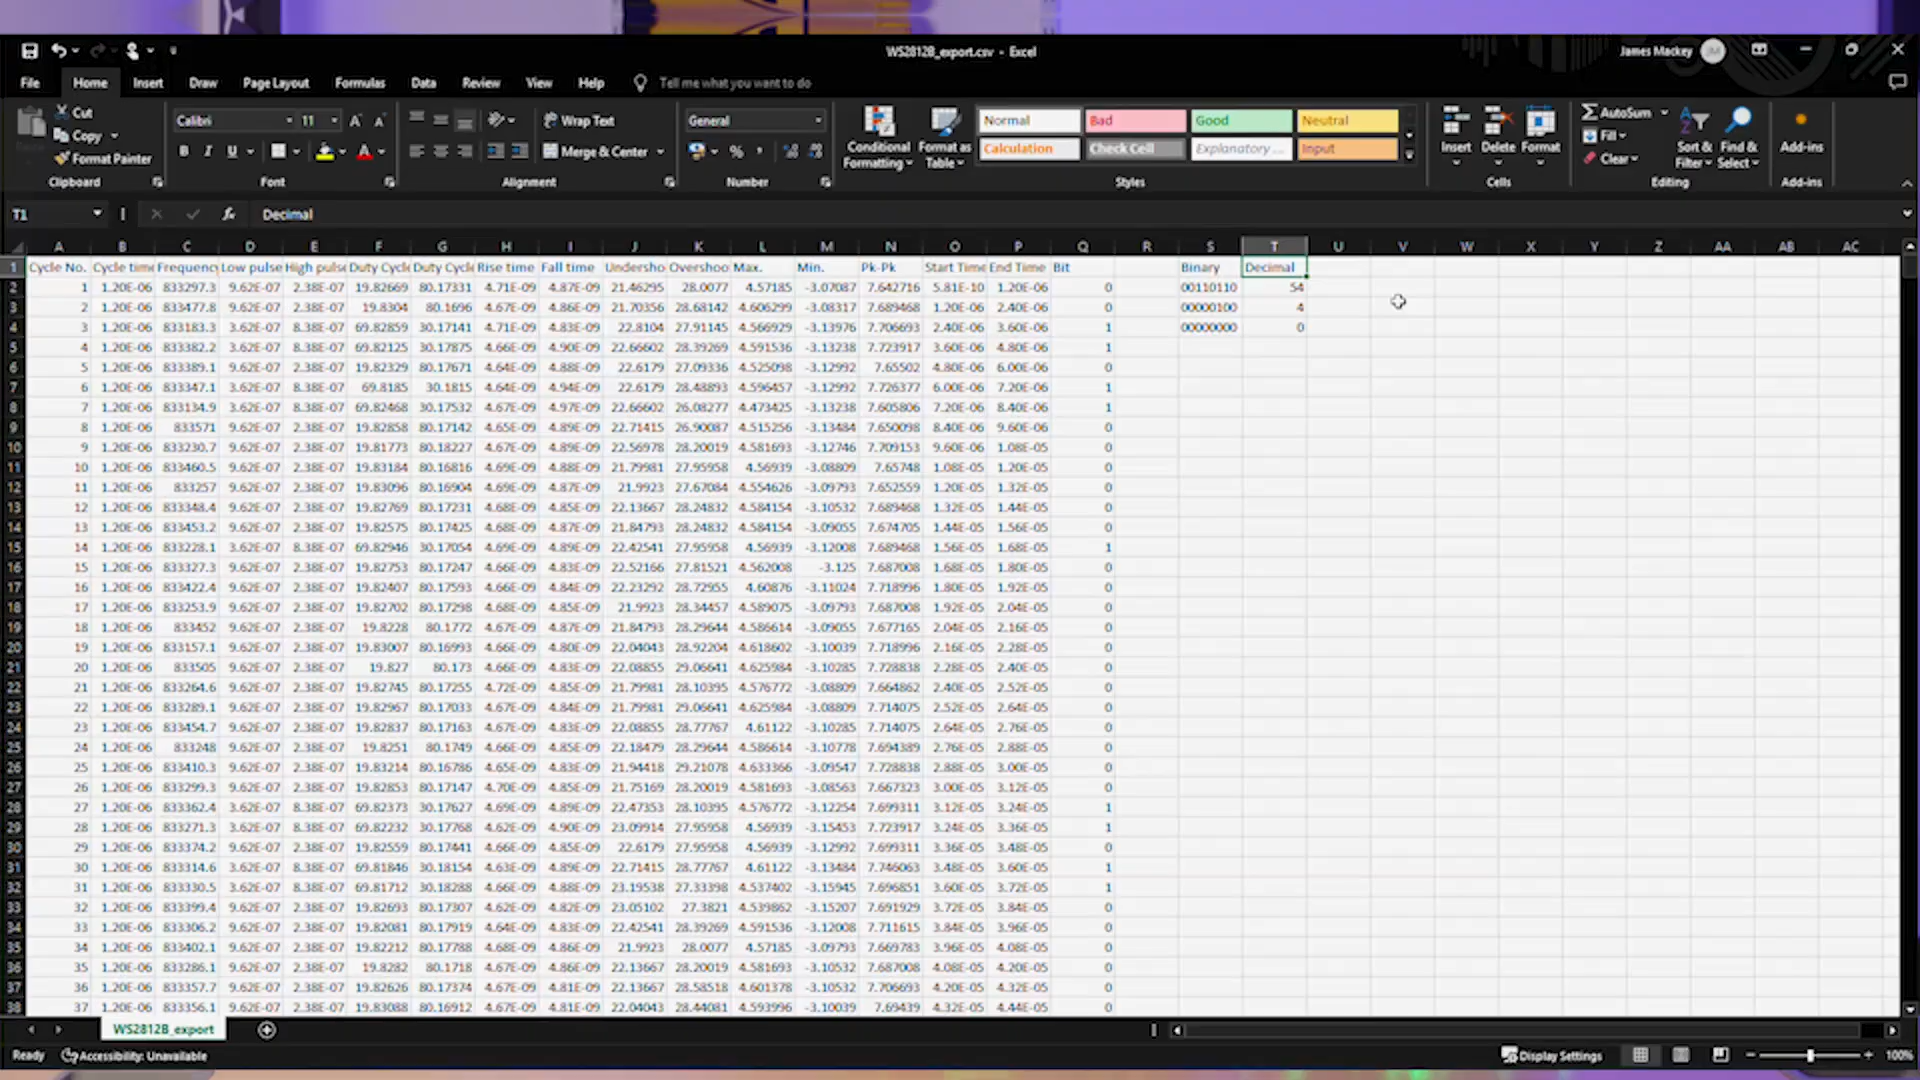 WS2812B_export.csv - Excel
James Mackey
File Home Insert Draw Page Layout Formulas Data Review View Help Tell me what you want to do
Cut
Copy
Format Painter
Clipboard
Calibri 11
Font
Wrap Text
Merge & Center
Alignment
General
Number
Conditional Formatting
Format as Table
Normal Bad Good Neutral
Calculation Check Cell Explanatory ... Input
Styles
Insert Delete Format
Cells
AutoSum
Fill
Clear
Sort & Filter
Find & Select
Editing
Add-ins
Add-ins
T1 fx Decimal
A B C D E F G H I J K L M N O P Q R S T U V W X Y Z AA AB AC
1 Cycle No. Cycle time Frequency Low pulse High pulse Duty Cycle Duty Cycle Rise time Fall time Undersho Overshoo Max. Min. Pk-Pk Start Time End Time Bit Binary Decimal
2 1 1.20E-06 833297.3 9.62E-07 2.38E-07 19.82669 80.17331 4.71E-09 4.87E-09 21.46295 28.0077 4.57185 -3.07087 7.642716 5.81E-10 1.20E-06 0 00110110 54
3 2 1.20E-06 833477.8 9.62E-07 2.38E-07 19.8304 80.1696 4.67E-09 4.86E-09 21.70356 28.68142 4.606299 -3.08317 7.689468 1.20E-06 2.40E-06 0 00000100 4
4 3 1.20E-06 833183.3 3.62E-07 8.38E-07 69.82859 30.17141 4.71E-09 4.83E-09 22.8104 27.91145 4.566929 -3.13976 7.706693 2.40E-06 3.60E-06 1 00000000 0
5 4 1.20E-06 833382.2 3.62E-07 8.38E-07 69.82125 30.17875 4.66E-09 4.90E-09 22.66602 28.39269 4.591536 -3.13238 7.723917 3.60E-06 4.80E-06 1
6 5 1.20E-06 833389.1 9.62E-07 2.38E-07 19.82329 80.17671 4.64E-09 4.88E-09 22.6179 27.09336 4.525098 -3.12992 7.65502 4.80E-06 6.00E-06 0
7 6 1.20E-06 833347.1 3.62E-07 8.38E-07 69.8185 30.1815 4.64E-09 4.94E-09 22.6179 28.48893 4.596457 -3.12992 7.726377 6.00E-06 7.20E-06 1
8 7 1.20E-06 833134.9 3.62E-07 8.38E-07 69.82468 30.17532 4.67E-09 4.97E-09 22.66602 26.08277 4.473425 -3.13238 7.605806 7.20E-06 8.40E-06 1
9 8 1.20E-06 833571 9.62E-07 2.38E-07 19.82858 80.17142 4.65E-09 4.89E-09 22.71415 26.90087 4.515256 -3.13484 7.650098 8.40E-06 9.60E-06 0
10 9 1.20E-06 833230.7 9.62E-07 2.38E-07 19.81773 80.18227 4.67E-09 4.89E-09 22.56978 28.20019 4.581693 -3.12746 7.709153 9.60E-06 1.08E-05 0
11 10 1.20E-06 833460.5 9.62E-07 2.38E-07 19.83184 80.16816 4.69E-09 4.88E-09 21.79981 27.95958 4.56939 -3.08809 7.65748 1.08E-05 1.20E-05 0
12 11 1.20E-06 833257 9.62E-07 2.38E-07 19.83096 80.16904 4.69E-09 4.87E-09 21.9923 27.67084 4.554626 -3.09793 7.652559 1.20E-05 1.32E-05 0
13 12 1.20E-06 833348.4 9.62E-07 2.38E-07 19.82769 80.17231 4.68E-09 4.85E-09 22.13667 28.24832 4.584154 -3.10532 7.689468 1.32E-05 1.44E-05 0
14 13 1.20E-06 833453.2 9.62E-07 2.38E-07 19.82575 80.17425 4.68E-09 4.87E-09 21.84793 28.24832 4.584154 -3.09055 7.674705 1.44E-05 1.56E-05 0
15 14 1.20E-06 833228.1 3.62E-07 8.38E-07 69.82946 30.17054 4.69E-09 4.89E-09 22.42541 27.95958 4.56939 -3.12008 7.689468 1.56E-05 1.68E-05 1
16 15 1.20E-06 833327.3 9.62E-07 2.38E-07 19.82753 80.17247 4.66E-09 4.83E-09 22.52166 27.81521 4.562008 -3.125 7.687008 1.68E-05 1.80E-05 0
17 16 1.20E-06 833422.4 9.62E-07 2.38E-07 19.82407 80.17593 4.66E-09 4.84E-09 22.23292 28.72955 4.60876 -3.11024 7.718996 1.80E-05 1.92E-05 0
18 17 1.20E-06 833253.9 9.62E-07 2.38E-07 19.82702 80.17298 4.68E-09 4.85E-09 21.9923 28.34457 4.589075 -3.09793 7.687008 1.92E-05 2.04E-05 0
19 18 1.20E-06 833452 9.62E-07 2.38E-07 19.8228 80.1772 4.67E-09 4.87E-09 21.84793 28.29644 4.586614 -3.09055 7.677165 2.04E-05 2.16E-05 0
20 19 1.20E-06 833157.1 9.62E-07 2.38E-07 19.83007 80.16993 4.66E-09 4.80E-09 22.04043 28.92204 4.618602 -3.10039 7.718996 2.16E-05 2.28E-05 0
21 20 1.20E-06 833505 9.62E-07 2.38E-07 19.827 80.173 4.66E-09 4.83E-09 22.08855 29.06641 4.625984 -3.10285 7.728838 2.28E-05 2.40E-05 0
22 21 1.20E-06 833264.6 9.62E-07 2.38E-07 19.82745 80.17255 4.72E-09 4.85E-09 21.79981 28.10395 4.576772 -3.08809 7.664862 2.40E-05 2.52E-05 0
23 22 1.20E-06 833289.1 9.62E-07 2.38E-07 19.82967 80.17033 4.67E-09 4.84E-09 21.79981 29.06641 4.625984 -3.08809 7.714075 2.52E-05 2.64E-05 0
24 23 1.20E-06 833454.7 9.62E-07 2.38E-07 19.82837 80.17163 4.67E-09 4.83E-09 22.08855 28.77767 4.61122 -3.10285 7.714075 2.64E-05 2.76E-05 0
25 24 1.20E-06 833248 9.62E-07 2.38E-07 19.8251 80.1749 4.66E-09 4.85E-09 22.18479 28.29644 4.586614 -3.10778 7.694389 2.76E-05 2.88E-05 0
26 25 1.20E-06 833410.3 9.62E-07 2.38E-07 19.83214 80.16786 4.65E-09 4.83E-09 21.94418 29.21078 4.633366 -3.09547 7.728838 2.88E-05 3.00E-05 0
27 26 1.20E-06 833299.3 9.62E-07 2.38E-07 19.82853 80.17147 4.70E-09 4.85E-09 21.75169 28.20019 4.581693 -3.08563 7.667323 3.00E-05 3.12E-05 0
28 27 1.20E-06 833362.4 3.62E-07 8.38E-07 69.82373 30.17627 4.69E-09 4.89E-09 22.47353 28.10395 4.576772 -3.12254 7.699311 3.12E-05 3.24E-05 1
29 28 1.20E-06 833271.3 3.62E-07 8.38E-07 69.82232 30.17768 4.62E-09 4.90E-09 23.09914 27.95958 4.56939 -3.15453 7.723917 3.24E-05 3.36E-05 1
30 29 1.20E-06 833374.2 9.62E-07 2.38E-07 19.82559 80.17441 4.66E-09 4.89E-09 22.6179 27.95958 4.56939 -3.12992 7.699311 3.36E-05 3.48E-05 0
31 30 1.20E-06 833314.6 3.62E-07 8.38E-07 69.81846 30.18154 4.63E-09 4.89E-09 22.71415 28.77767 4.61122 -3.13484 7.746063 3.48E-05 3.60E-05 1
32 31 1.20E-06 833330.5 3.62E-07 8.38E-07 69.81712 30.18288 4.66E-09 4.88E-09 23.19538 27.33398 4.537402 -3.15945 7.696851 3.60E-05 3.72E-05 1
33 32 1.20E-06 833399.4 9.62E-07 2.38E-07 19.82693 80.17307 4.62E-09 4.82E-09 23.05102 27.3821 4.539862 -3.15207 7.691929 3.72E-05 3.84E-05 0
34 33 1.20E-06 833306.2 9.62E-07 2.38E-07 19.82081 80.17919 4.64E-09 4.83E-09 22.42541 28.39269 4.591536 -3.12008 7.711615 3.84E-05 3.96E-05 0
35 34 1.20E-06 833402.1 9.62E-07 2.38E-07 19.82212 80.17788 4.68E-09 4.86E-09 21.9923 28.0077 4.57185 -3.09793 7.669783 3.96E-05 4.08E-05 0
36 35 1.20E-06 833286.1 9.62E-07 2.38E-07 19.8282 80.1718 4.67E-09 4.86E-09 22.13667 28.20019 4.581693 -3.10532 7.687008 4.08E-05 4.20E-05 0
37 36 1.20E-06 833357.7 9.62E-07 2.38E-07 19.82626 80.17374 4.67E-09 4.81E-09 22.13667 28.58518 4.601378 -3.10532 7.706693 4.20E-05 4.32E-05 0
38 37 1.20E-06 833356.1 9.62E-07 2.38E-07 19.83088 80.16912 4.67E-09 4.81E-09 22.04043 28.44081 4.593996 -3.10039 7.69439 4.32E-05 4.44E-05 0
WS2812B_export
Ready Accessibility: Unavailable Display Settings 100%